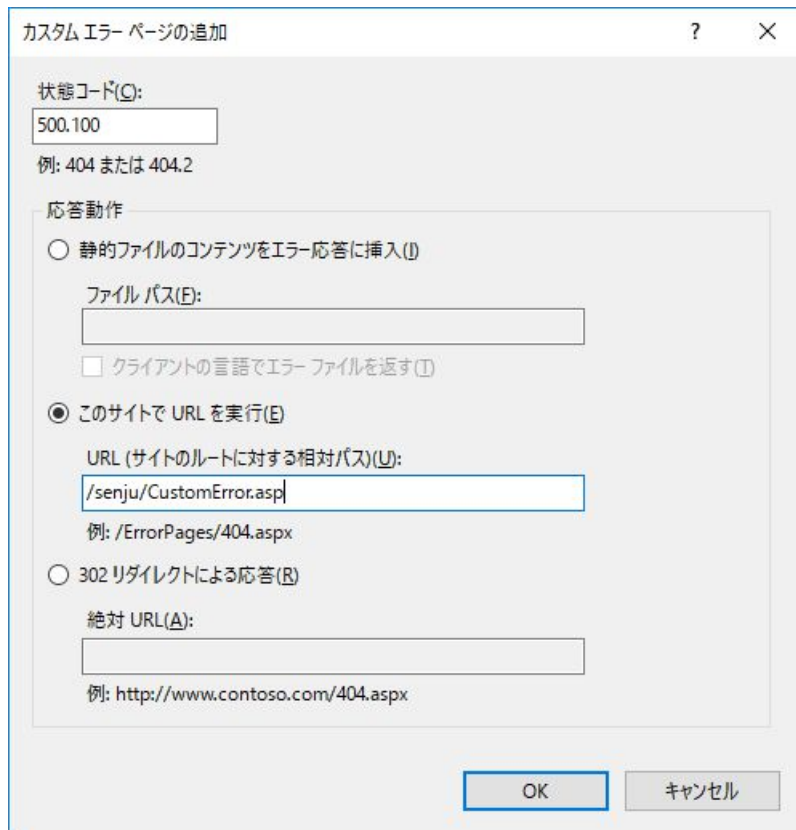 カスタム エラー ページの追加
?
×
状態コード(C):
500.100
例: 404 または 404.2
応答動作
静的ファイルのコンテンツをエラー応答に挿入(I)
ファイル パス(F):
クライアントの言語でエラー ファイルを返す(T)
このサイトで URL を実行(E)
URL (サイトのルートに対する相対パス)(U):
/senju/CustomError.asp
例: /ErrorPages/404.aspx
302 リダイレクトによる応答(R)
絶対 URL(A):
例: http://www.contoso.com/404.aspx
OK
キャンセル